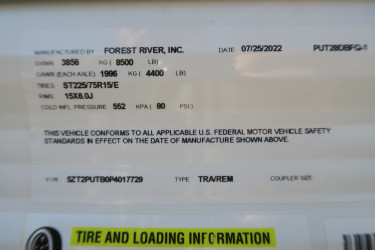 MANUFACTURED BY FOREST RIVER, INC. DATE 07/25/2022 PUT28DBFQ-5
GVWR 3856 KG ( 8500 LB)
GAWR (EACH AXLE) 1996 KG ( 4400 LB)
TIRES ST225/75R15/E
RIMS 15X6.0J
COLD INFL. PRESSURE 552 KPA ( 80 PSI)
THIS VEHICLE CONFORMS TO ALL APPLICABLE U.S. FEDERAL MOTOR VEHICLE SAFETY
STANDARDS IN EFFECT ON THE DATE OF MANUFACTURE SHOWN ABOVE.
VIN 5ZT2PUTB0P4017729 TYPE TRA/REM COUPLER SIZE
TIRE AND LOADING INFORMATION